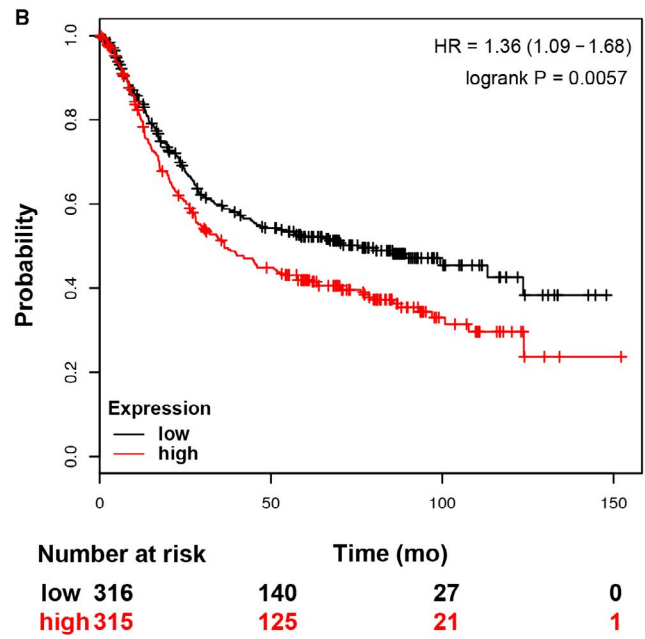 B
HR = 1.36 (1.09 − 1.68)
logrank P = 0.0057
1.0
0.8
0.6
0.4
0.2
0.0
Probability
Expression
low
high
0 50 100 150
Number at risk Time (mo)
low 316 140 27 0
high 315 125 21 1